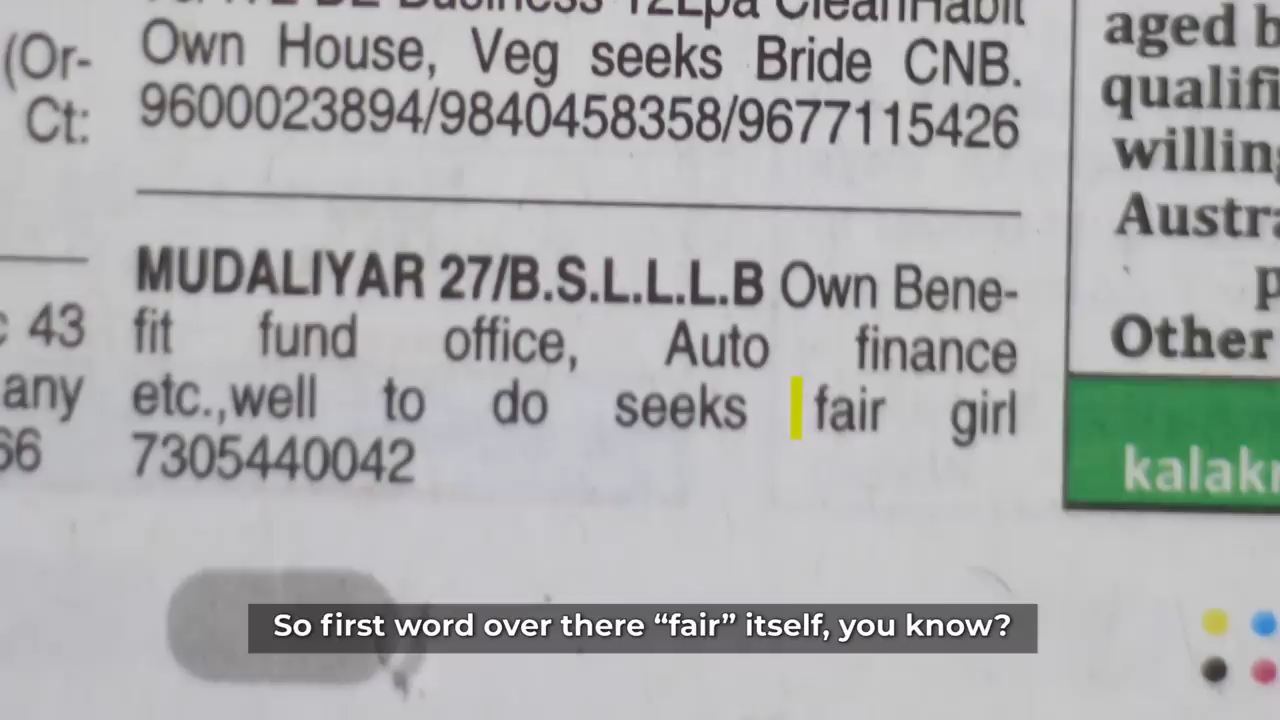 Own House, Veg seeks Bride CNB.
9600023894/9840458358/9677115426
MUDALIYAR 27/B.S.L.L.L.B Own Bene-
fit fund office, Auto finance
etc.,well to do seeks fair girl
7305440042
(Or-
Ct:
43
any
66
aged b
qualifi
willing
Austra
p
Other
kalakr
So first word over there “fair” itself, you know?